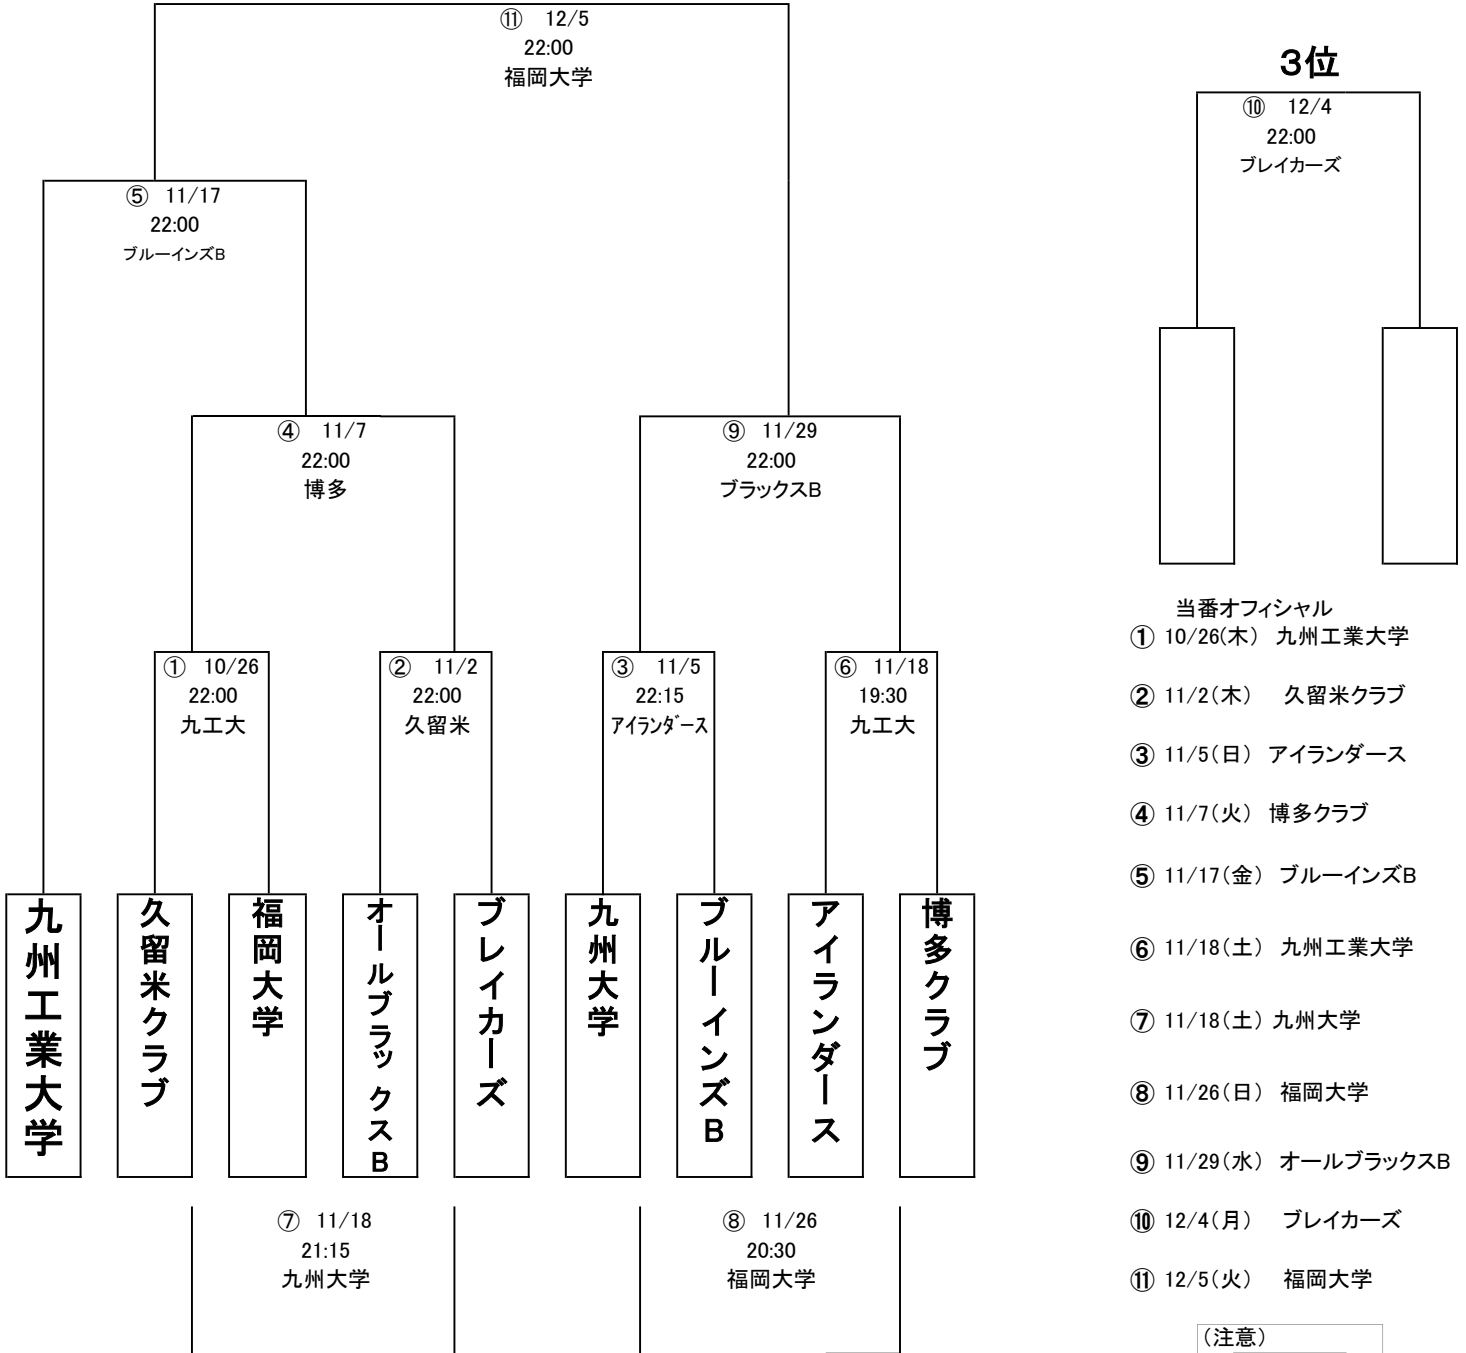 ⑪ 12/5
22:00
福岡大学
3位
⑩ 12/4
22:00
ブレイカーズ
⑤ 11/17
22:00
ブルーインズB
④ 11/7
22:00
博多
⑨ 11/29
22:00
ブラックスB
① 10/26
22:00
九工大
② 11/2
22:00
久留米
③ 11/5
22:15
アイランダース
⑥ 11/18
19:30
九工大
九州工業大学
久留米クラブ
福岡大学
オールブラックスB
ブレイカーズ
九州大学
ブルーインズB
アイランダース
博多クラブ
⑦ 11/18
21:15
九州大学
⑧ 11/26
20:30
福岡大学
当番オフィシャル
① 10/26(木) 九州工業大学
② 11/2(木) 久留米クラブ
③ 11/5(日) アイランダース
④ 11/7(火) 博多クラブ
⑤ 11/17(金) ブルーインズB
⑥ 11/18(土) 九州工業大学
⑦ 11/18(土) 九州大学
⑧ 11/26(日) 福岡大学
⑨ 11/29(水) オールブラックスB
⑩ 12/4(月) ブレイカーズ
⑪ 12/5(火) 福岡大学
(注意)